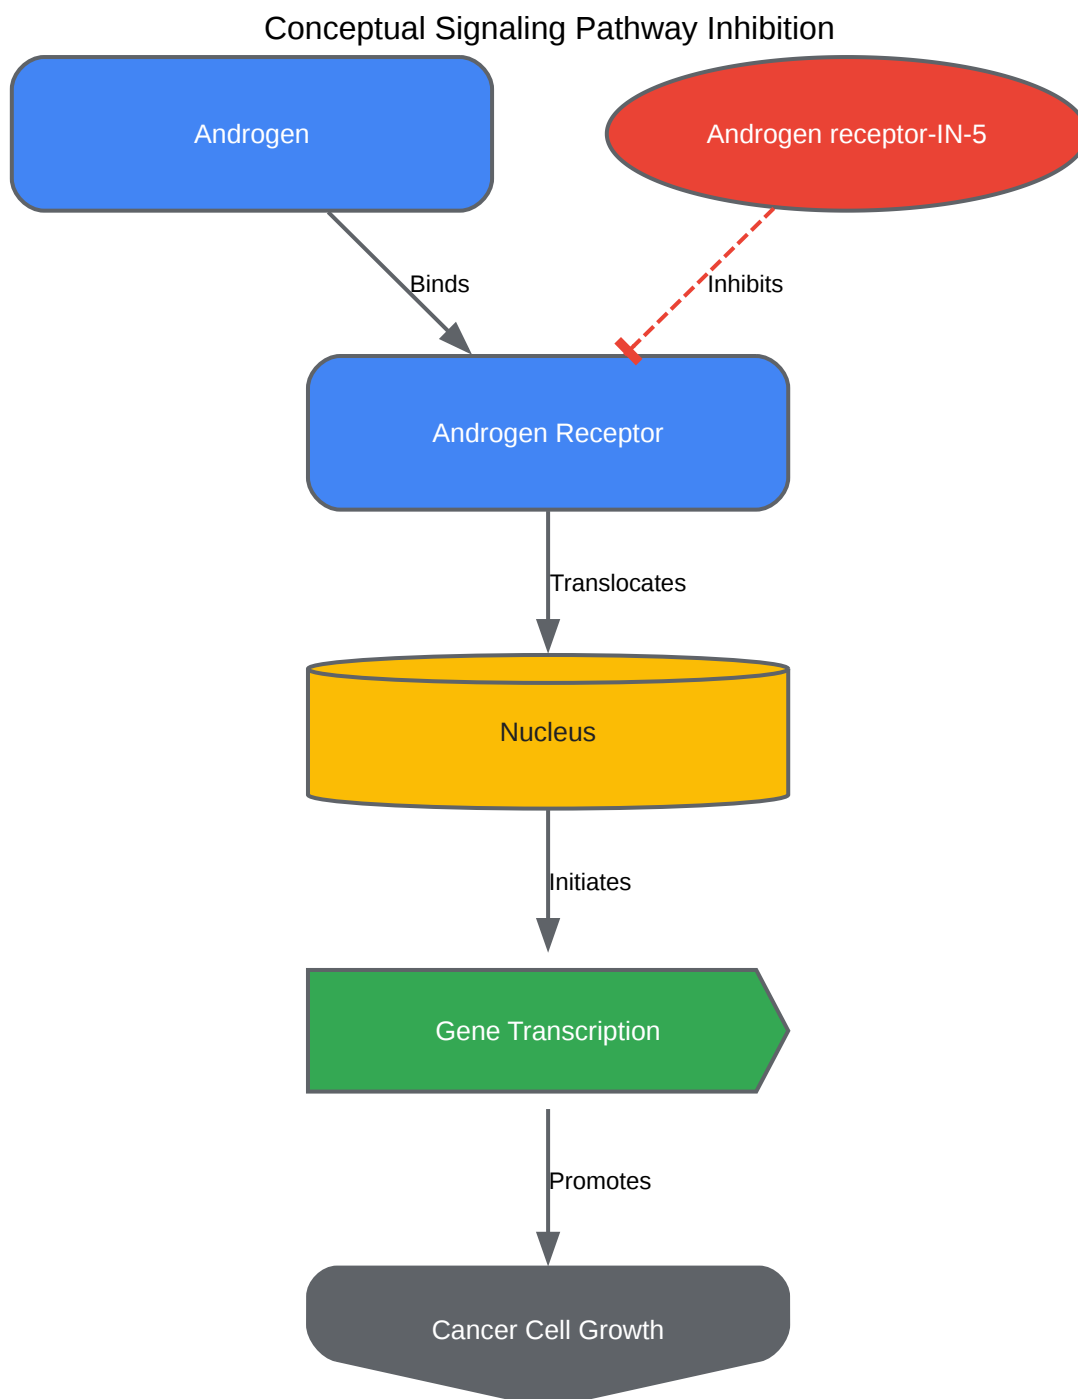 Conceptual Signaling Pathway Inhibition
Androgen
Androgen receptor-IN-5
Binds
Inhibits
Androgen Receptor
Translocates
Nucleus
Initiates
Gene Transcription
Promotes
Cancer Cell Growth